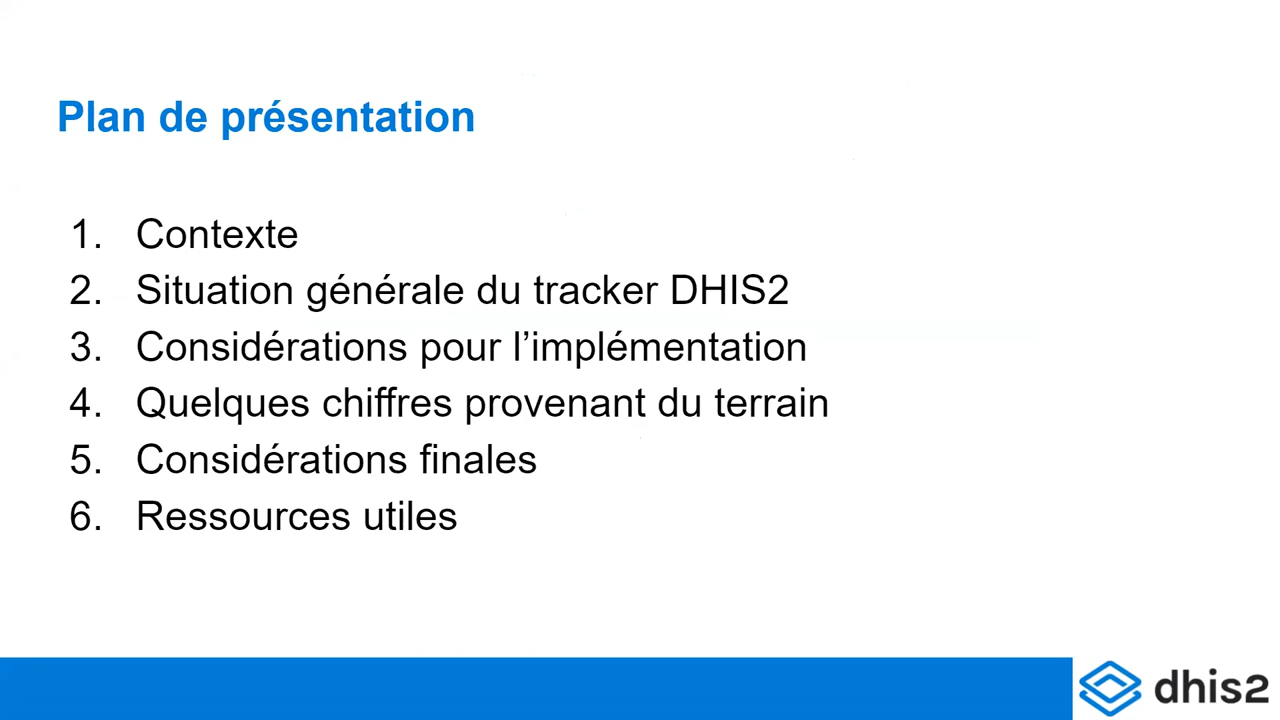 Plan de présentation
1. Contexte
2. Situation générale du tracker DHIS2
3. Considérations pour l’implémentation
4. Quelques chiffres provenant du terrain
5. Considérations finales
6. Ressources utiles
dhis2